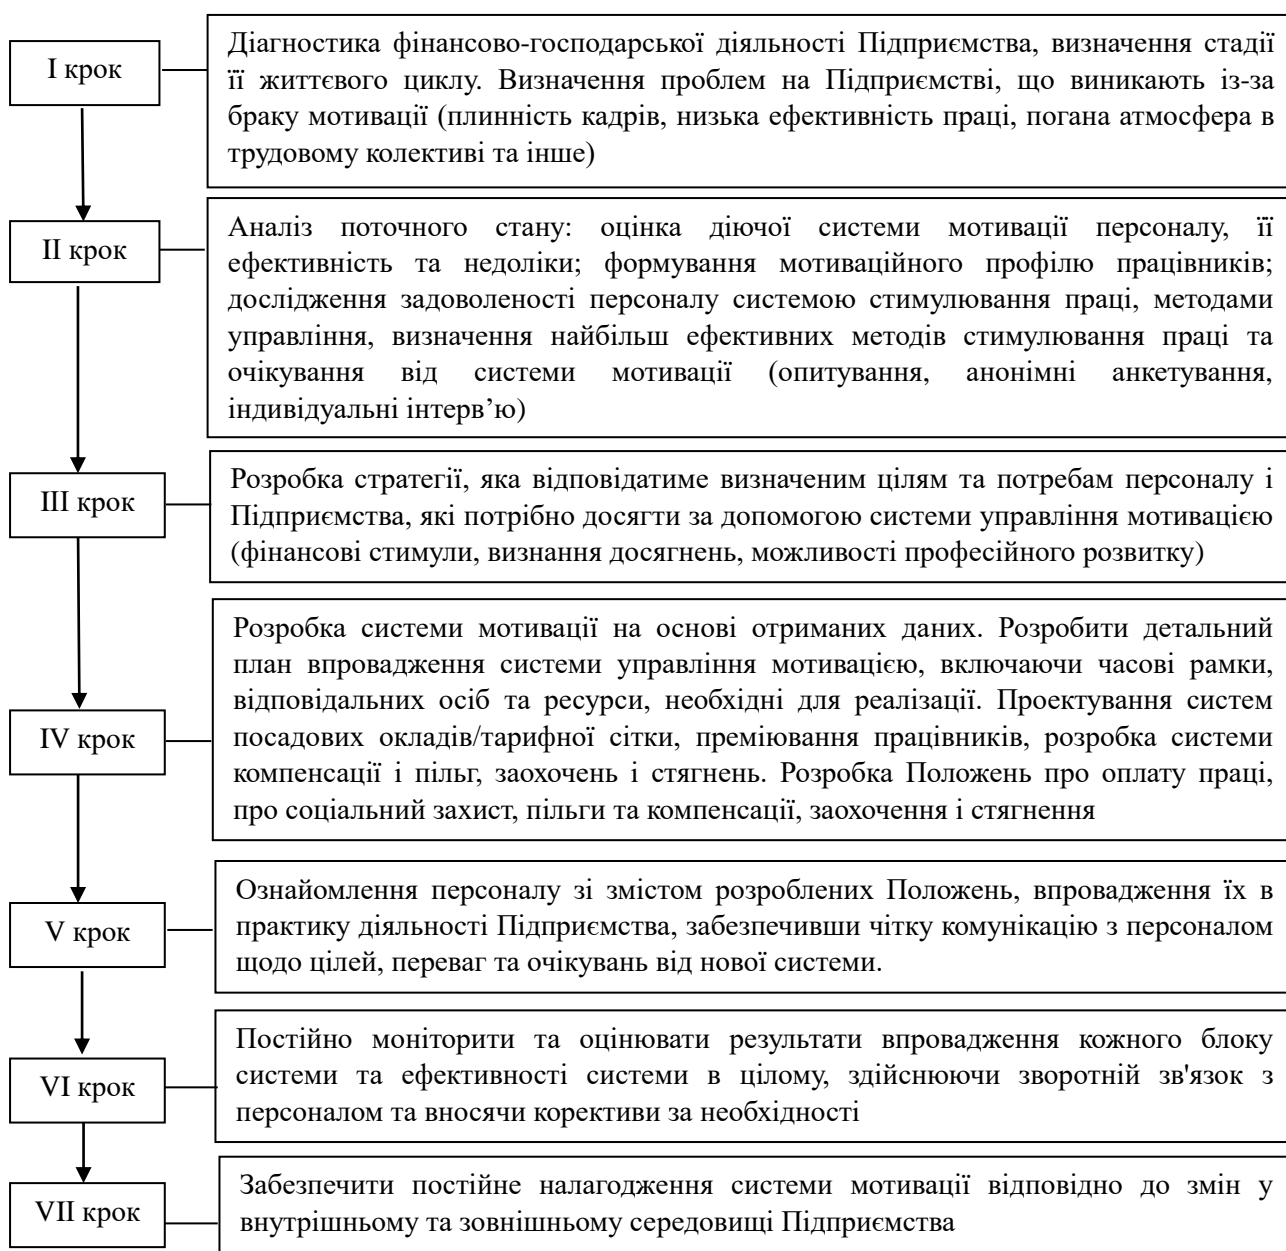 І крок
Діагностика фінансово-господарської діяльності Підприємства, визначення стадії
її життєвого циклу. Визначення проблем на Підприємстві, що виникають із-за
браку мотивації (плинність кадрів, низька ефективність праці, погана атмосфера в
трудовому колективі та інше)
ІІ крок
Аналіз поточного стану: оцінка діючої системи мотивації персоналу, її
ефективність та недоліки; формування мотиваційного профілю працівників;
дослідження задоволеності персоналу системою стимулювання праці, методами
управління, визначення найбільш ефективних методів стимулювання праці та
очікування від системи мотивації (опитування, анонімні анкетування,
індивідуальні інтерв’ю)
ІІІ крок
Розробка стратегії, яка відповідатиме визначеним цілям та потребам персоналу і
Підприємства, які потрібно досягти за допомогою системи управління мотивацією
(фінансові стимули, визнання досягнень, можливості професійного розвитку)
IV крок
Розробка системи мотивації на основі отриманих даних. Розробити детальний
план впровадження системи управління мотивацією, включаючи часові рамки,
відповідальних осіб та ресурси, необхідні для реалізації. Проектування систем
посадових окладів/тарифної сітки, преміювання працівників, розробка системи
компенсації і пільг, заохочень і стягнень. Розробка Положень про оплату праці,
про соціальний захист, пільги та компенсації, заохочення і стягнення
V крок
Ознайомлення персоналу зі змістом розроблених Положень, впровадження їх в
практику діяльності Підприємства, забезпечивши чітку комунікацію з персоналом
щодо цілей, переваг та очікувань від нової системи.
VI крок
Постійно моніторити та оцінювати результати впровадження кожного блоку
системи та ефективності системи в цілому, здійснюючи зворотній зв'язок з
персоналом та вносячи корективи за необхідності
VII крок
Забезпечити постійне налагодження системи мотивації відповідно до змін у
внутрішньому та зовнішньому середовищі Підприємства